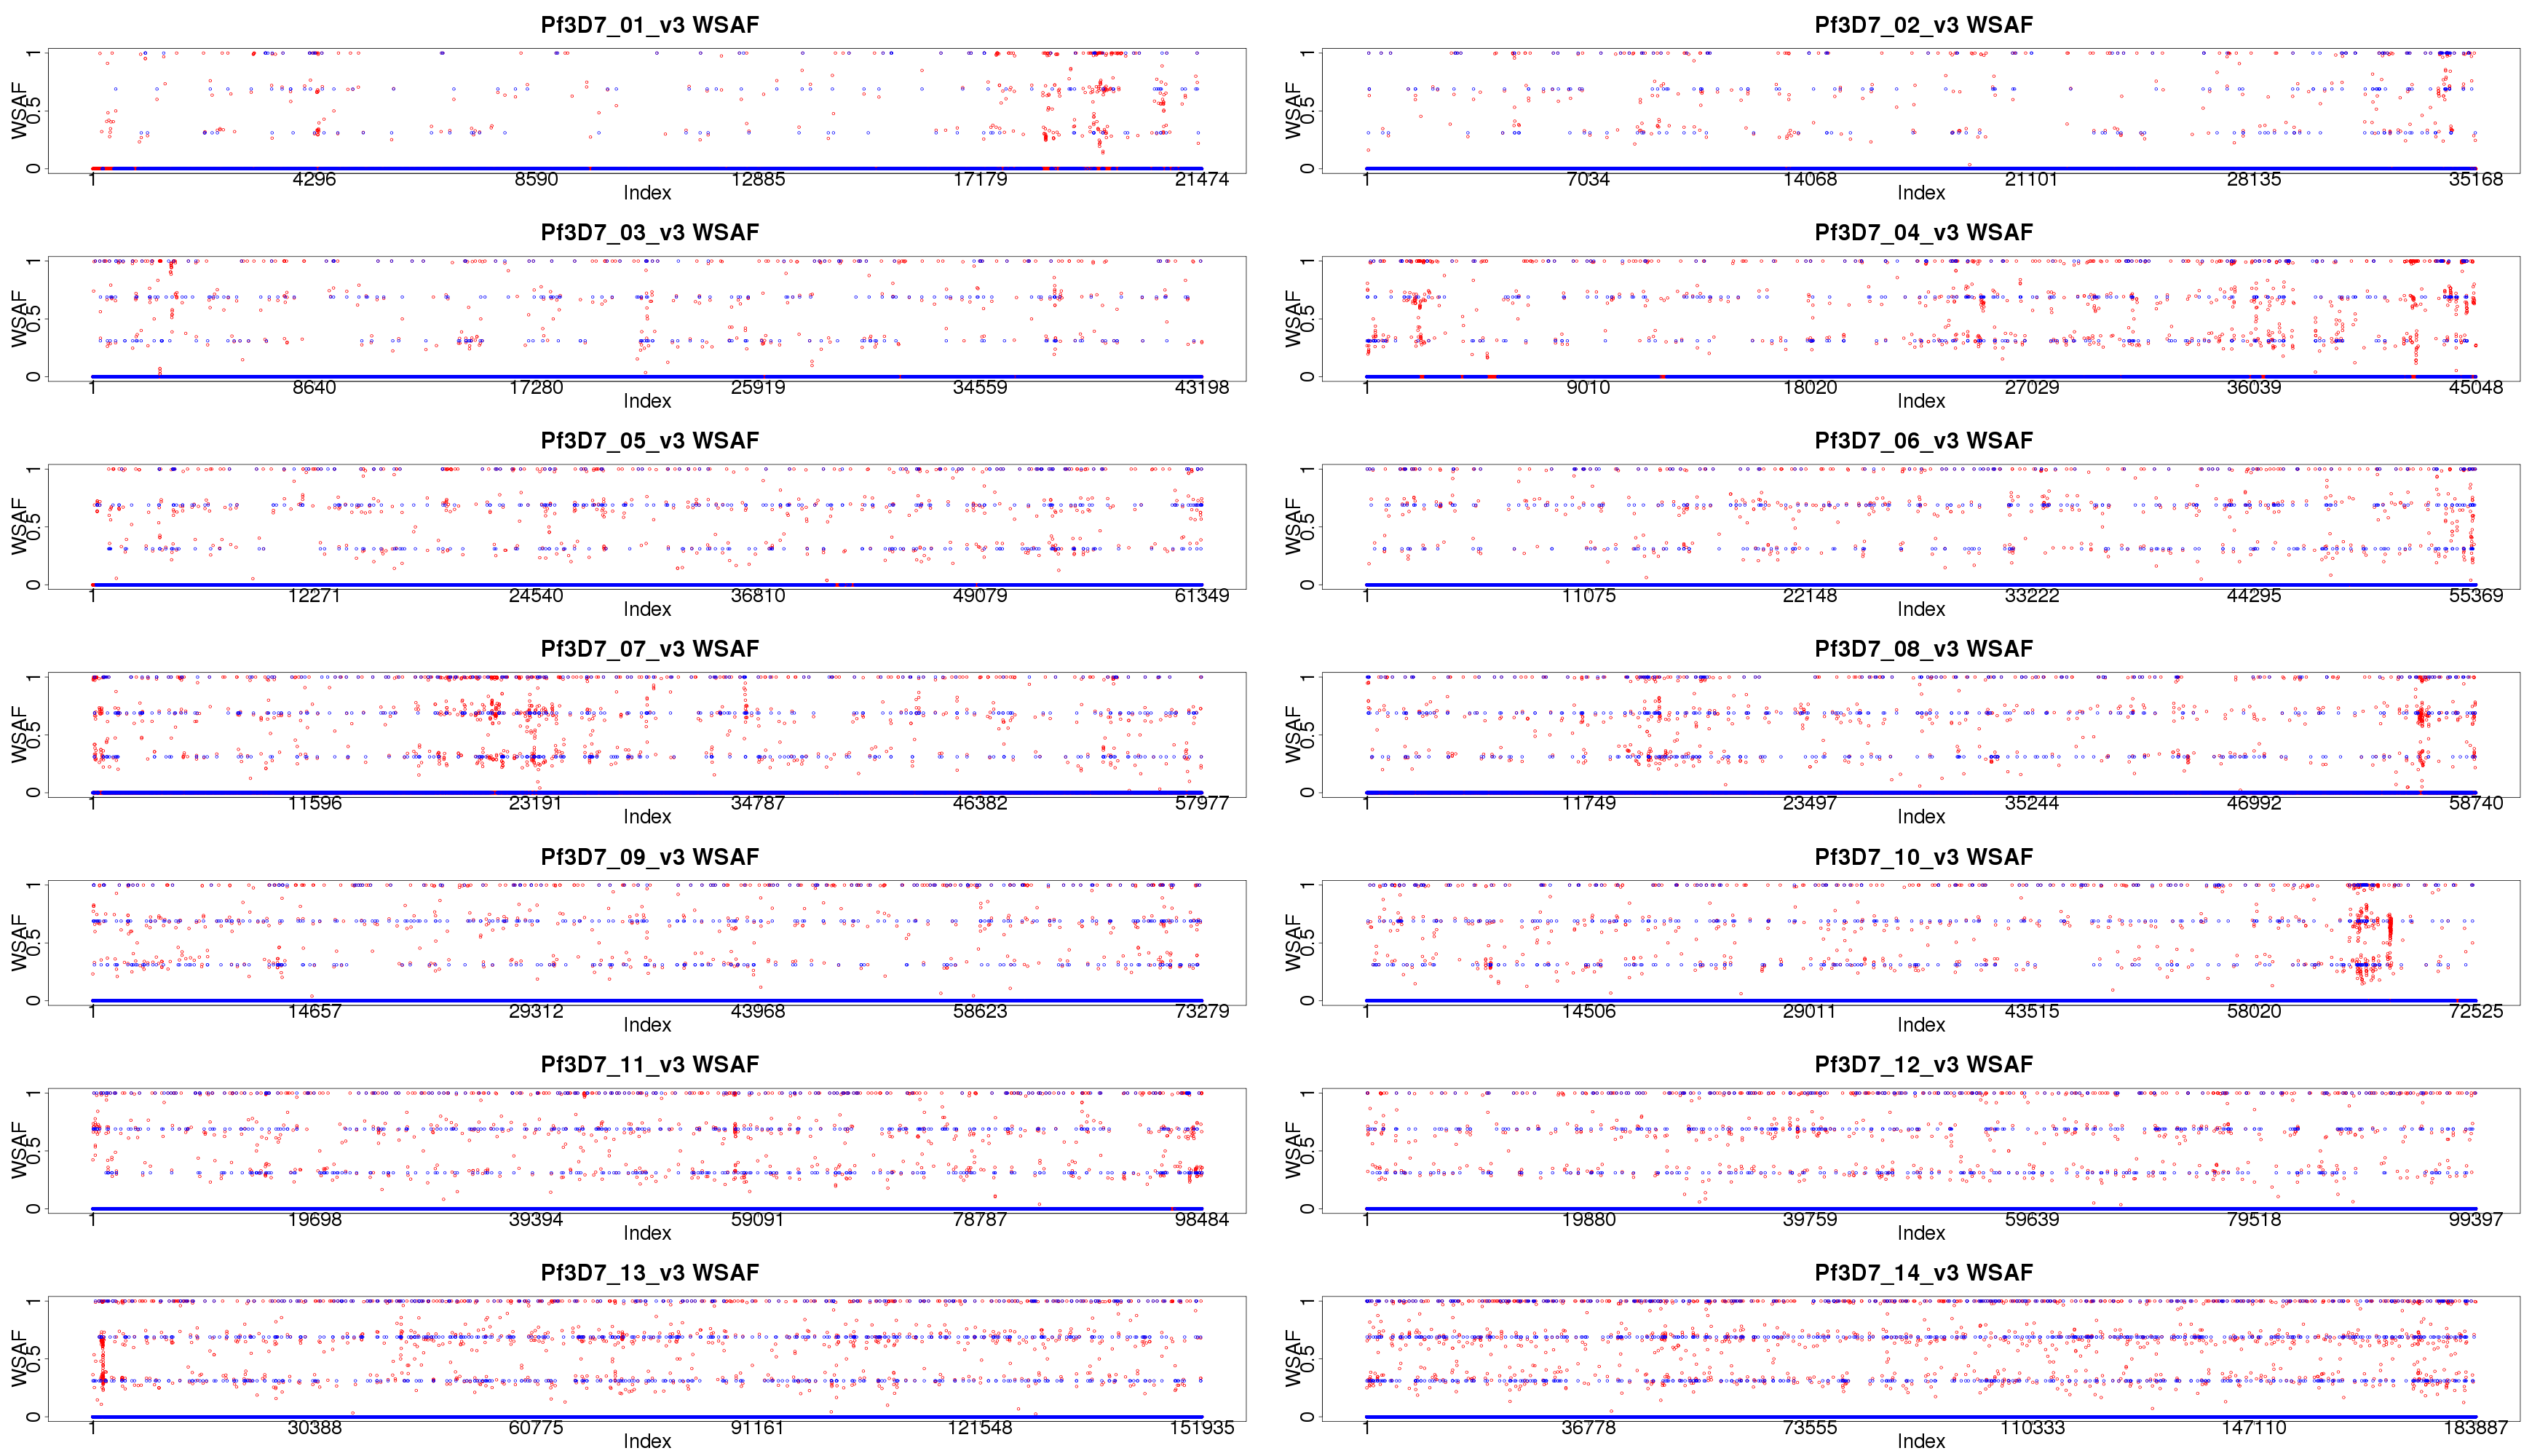 Pf3D7_01_v3 WSAF
WSAF
1
0.5
0
1 4296 8590 12885 17179 21474
Index
Pf3D7_02_v3 WSAF
WSAF
1
0.5
0
1 7034 14068 21101 28135 35168
Index
Pf3D7_03_v3 WSAF
WSAF
1
0.5
0
1 8640 17280 25919 34559 43198
Index
Pf3D7_04_v3 WSAF
WSAF
1
0.5
0
1 9010 18020 27029 36039 45048
Index
Pf3D7_05_v3 WSAF
WSAF
1
0.5
0
1 12271 24540 36810 49079 61349
Index
Pf3D7_06_v3 WSAF
WSAF
1
0.5
0
1 11075 22148 33222 44295 55369
Index
Pf3D7_07_v3 WSAF
WSAF
1
0.5
0
1 11596 23191 34787 46382 57977
Index
Pf3D7_08_v3 WSAF
WSAF
1
0.5
0
1 11749 23497 35244 46992 58740
Index
Pf3D7_09_v3 WSAF
WSAF
1
0.5
0
1 14657 29312 43968 58623 73279
Index
Pf3D7_10_v3 WSAF
WSAF
1
0.5
0
1 14506 29011 43515 58020 72525
Index
Pf3D7_11_v3 WSAF
WSAF
1
0.5
0
1 19698 39394 59091 78787 98484
Index
Pf3D7_12_v3 WSAF
WSAF
1
0.5
0
1 19880 39759 59639 79518 99397
Index
Pf3D7_13_v3 WSAF
WSAF
1
0.5
0
1 30388 60775 91161 121548 151935
Index
Pf3D7_14_v3 WSAF
WSAF
1
0.5
0
1 36778 73555 110333 147110 183887
Index